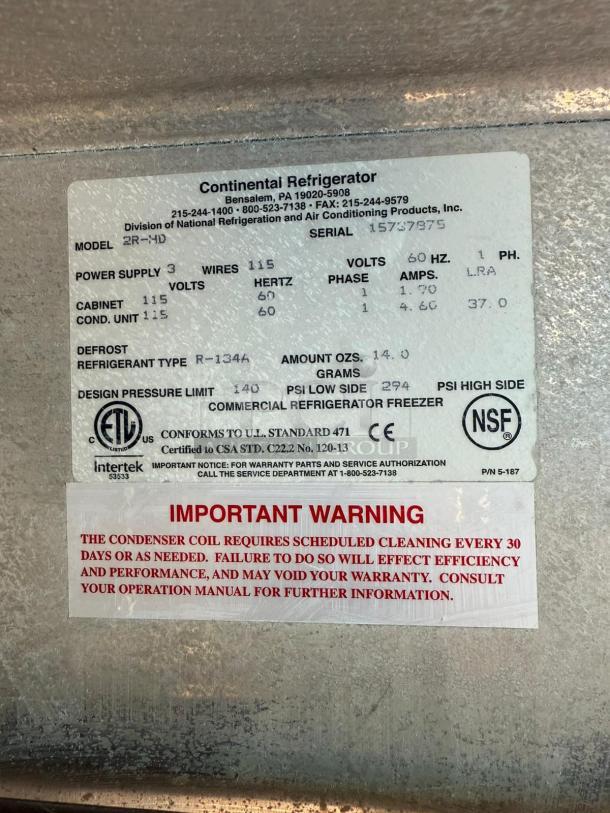 Continental Refrigerator
Bensalem, PA 19020-5908
215-244-1400 • 800-523-7138 • FAX: 215-244-9579
Division of National Refrigeration and Air Conditioning Products, Inc.
MODEL 2R-HD SERIAL 15737875
POWER SUPPLY 3 WIRES 115 VOLTS 60 HZ. 1 PH.
VOLTS HERTZ PHASE AMPS. LRA
CABINET 115 60 1 1.70
COND. UNIT 115 60 1 4.60 37.0
DEFROST
REFRIGERANT TYPE R-134A AMOUNT OZS. 14.0
GRAMS
DESIGN PRESSURE LIMIT 140 PSI LOW SIDE 294 PSI HIGH SIDE
COMMERCIAL REFRIGERATOR FREEZER
C ETL US
LISTED
Intertek
53533
CONFORMS TO U.L. STANDARD 471 CE
Certified to CSA STD. C22.2 No. 120-13
NSF ®
GROUP
IMPORTANT NOTICE: FOR WARRANTY PARTS AND SERVICE AUTHORIZATION
CALL THE SERVICE DEPARTMENT AT 1-800-523-7138
P/N 5-187
IMPORTANT WARNING
THE CONDENSER COIL REQUIRES SCHEDULED CLEANING EVERY 30
DAYS OR AS NEEDED. FAILURE TO DO SO WILL EFFECT EFFICIENCY
AND PERFORMANCE, AND MAY VOID YOUR WARRANTY. CONSULT
YOUR OPERATION MANUAL FOR FURTHER INFORMATION.